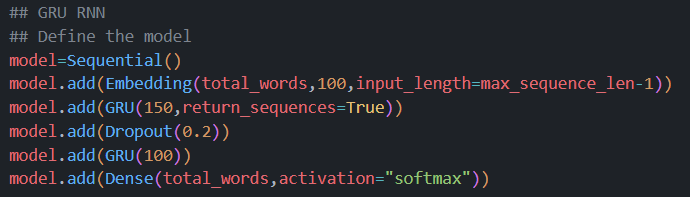 ## GRU RNN
## Define the model
model=Sequential()
model.add(Embedding(total_words,100,input_length=max_sequence_len-1))
model.add(GRU(150,return_sequences=True))
model.add(Dropout(0.2))
model.add(GRU(100))
model.add(Dense(total_words,activation="softmax"))